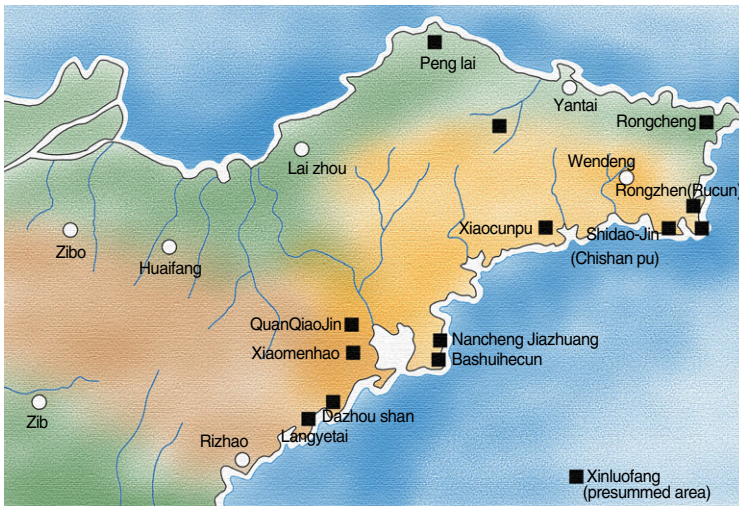 Peng lai
Yantai
Rongcheng
Lai zhou
Wendeng
Rongzhen(Bucun)
Xiaocunpu
Shidao-Jin
(Chishan pu)
Zibo
Huaifang
QuanQiaoJin
Xiaomenhao
Nancheng Jiazhuang
Bashuihecun
Dazhou shan
Langyetai
Zib
Rizhao
Xinluofang
(presummed area)